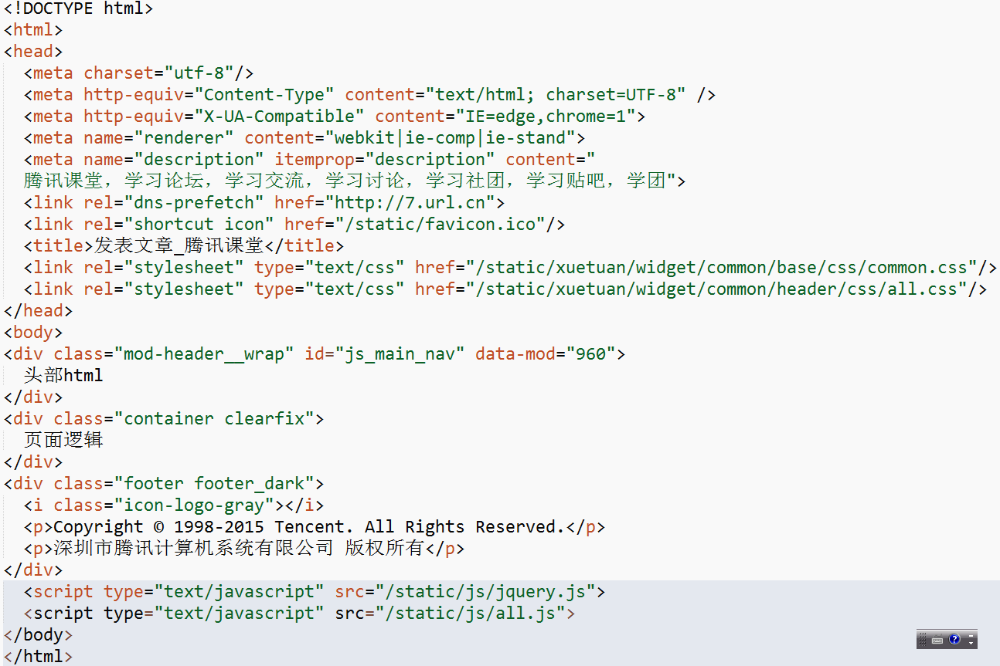 <!DOCTYPE html>
<html>
<head>
<meta charset="utf-8"/>
<meta http-equiv="Content-Type" content="text/html; charset=UTF-8" />
<meta http-equiv="X-UA-Compatible" content="IE=edge,chrome=1">
<meta name="renderer" content="webkit|ie-comp|ie-stand">
<meta name="description" itemprop="description" content="
腾讯课堂，学习论坛，学习交流，学习讨论，学习社团，学习贴吧，学团">
<link rel="dns-prefetch" href="http://7.url.cn">
<link rel="shortcut icon" href="/static/favicon.ico"/>
<title>发表文章_腾讯课堂</title>
<link rel="stylesheet" type="text/css" href="/static/xuetuan/widget/common/base/css/common.css"/>
<link rel="stylesheet" type="text/css" href="/static/xuetuan/widget/common/header/css/all.css"/>
</head>
<body>
<div class="mod-header__wrap" id="js_main_nav" data-mod="960">
头部html
</div>
<div class="container clearfix">
页面逻辑
</div>
<div class="footer footer_dark">
<i class="icon-logo-gray"></i>
<p>Copyright © 1998-2015 Tencent. All Rights Reserved.</p>
<p>深圳市腾讯计算机系统有限公司 版权所有</p>
</div>
<script type="text/javascript" src="/static/js/jquery.js">
<script type="text/javascript" src="/static/js/all.js">
</body>
</html>